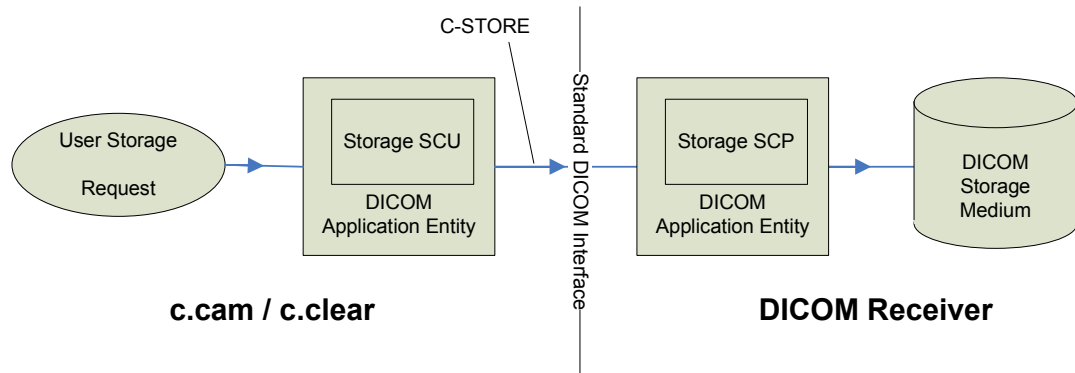 C-STORE
User Storage
Request
Storage SCU
DICOM
Application Entity
Standard DICOM Interface
Storage SCP
DICOM
Application Entity
DICOM
Storage
Medium
c.cam / c.clear
DICOM Receiver